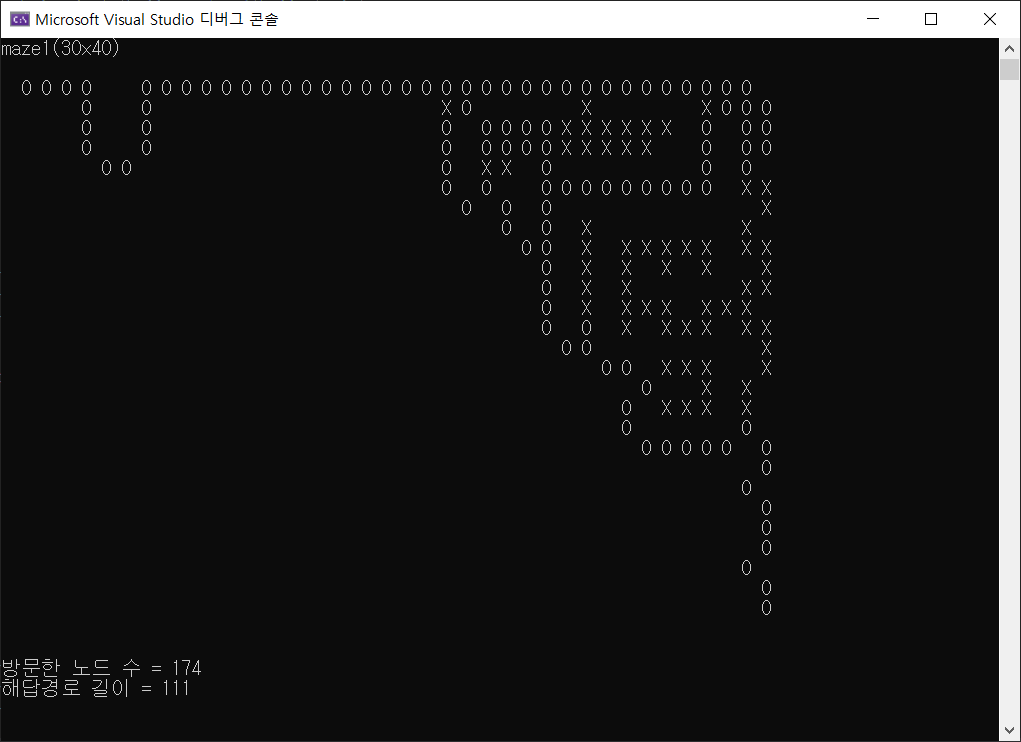 maze1(30x40)
O O O O     O O O O O O O O O O O O O O O O O O O O O O O O O O O O O O O
O     O                             X O           X           X O O O
O     O                             O   O O O O X X X X X X   O   O O
O     O                             O   O O O O X X X X X     O   O O
O O                               O   X X   O               O   O
O   O     O O O O O O O O O   X X
O   O   O                     X
O   O   X               X
O O   X   X X X X X   X X
O   X   X   X   X     X
O   X   X           X X
O   X   X X X   X X X
O   O   X   X X X   X X
O O                   X
O O   X X X     X
O     X   X
O   X X X   X
O           O
O O O O O   O
O
O
O
O
O
O
O
O
방문한 노드 수 = 174
해답경로 길이 = 111
Microsoft Visual Studio 디버그 콘솔